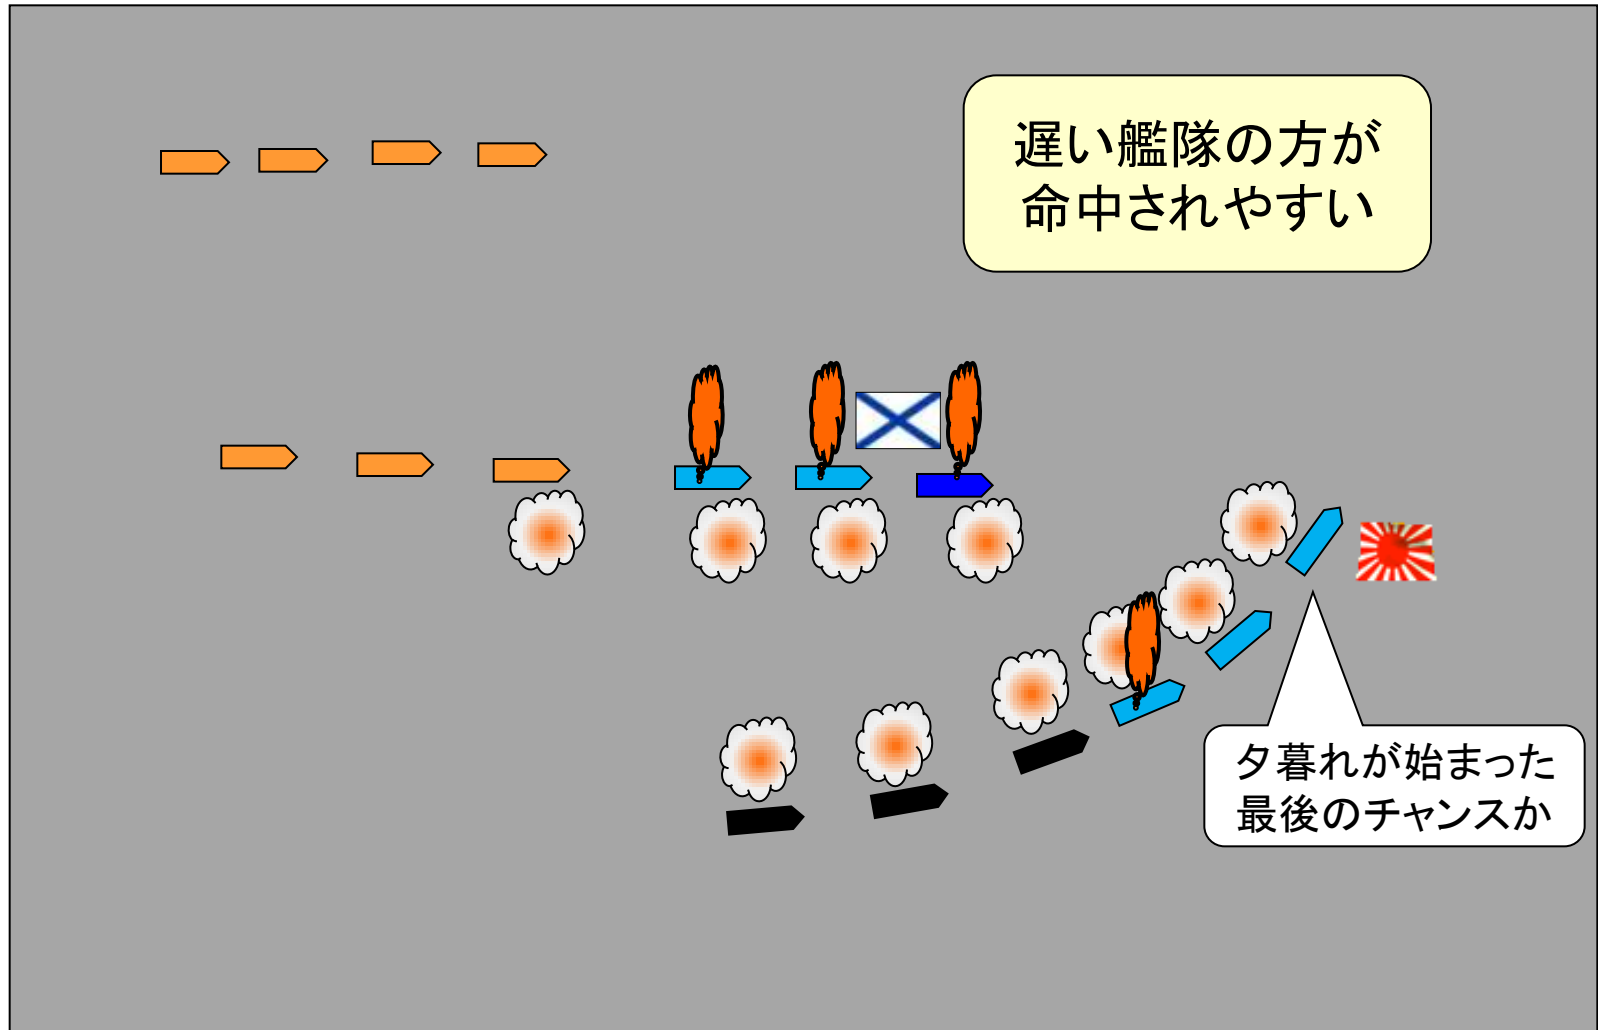 遅い艦隊の方が
命中されやすい
夕暮れが始まった
最後のチャンスか